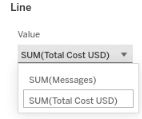 Line
Value
SUM(Total Cost USD)
SUM(Messages)
SUM(Total Cost USD)